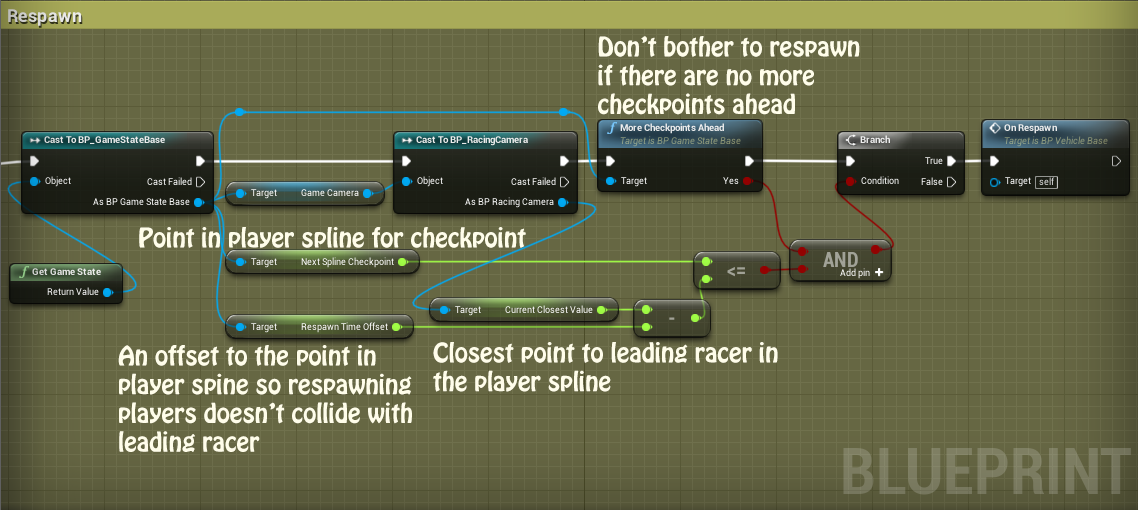 Respawn
Don't bother to respawn
if there are no more
checkpoints ahead
Cast To BP_GameStateBase
Object
Cast Failed
As BP Game State Base
Target Game Camera
Cast To BP_RacingCamera
Object
Cast Failed
As BP Racing Camera
f More Checkpoints Ahead
Target is BP Game State Base
Target
Yes
Branch
True
Condition
False
On Respawn
Target is BP Vehicle Base
Target self
Point in player spline for checkpoint
f Get Game State
Return Value
Target Next Spline Checkpoint
<=
AND
Add pin +
Target Current Closest Value
-
Target Respawn Time Offset
An offset to the point in
player spine so respawning
players doesn't collide with
leading racer
Closest point to leading racer in
the player spline
BLUEPRINT